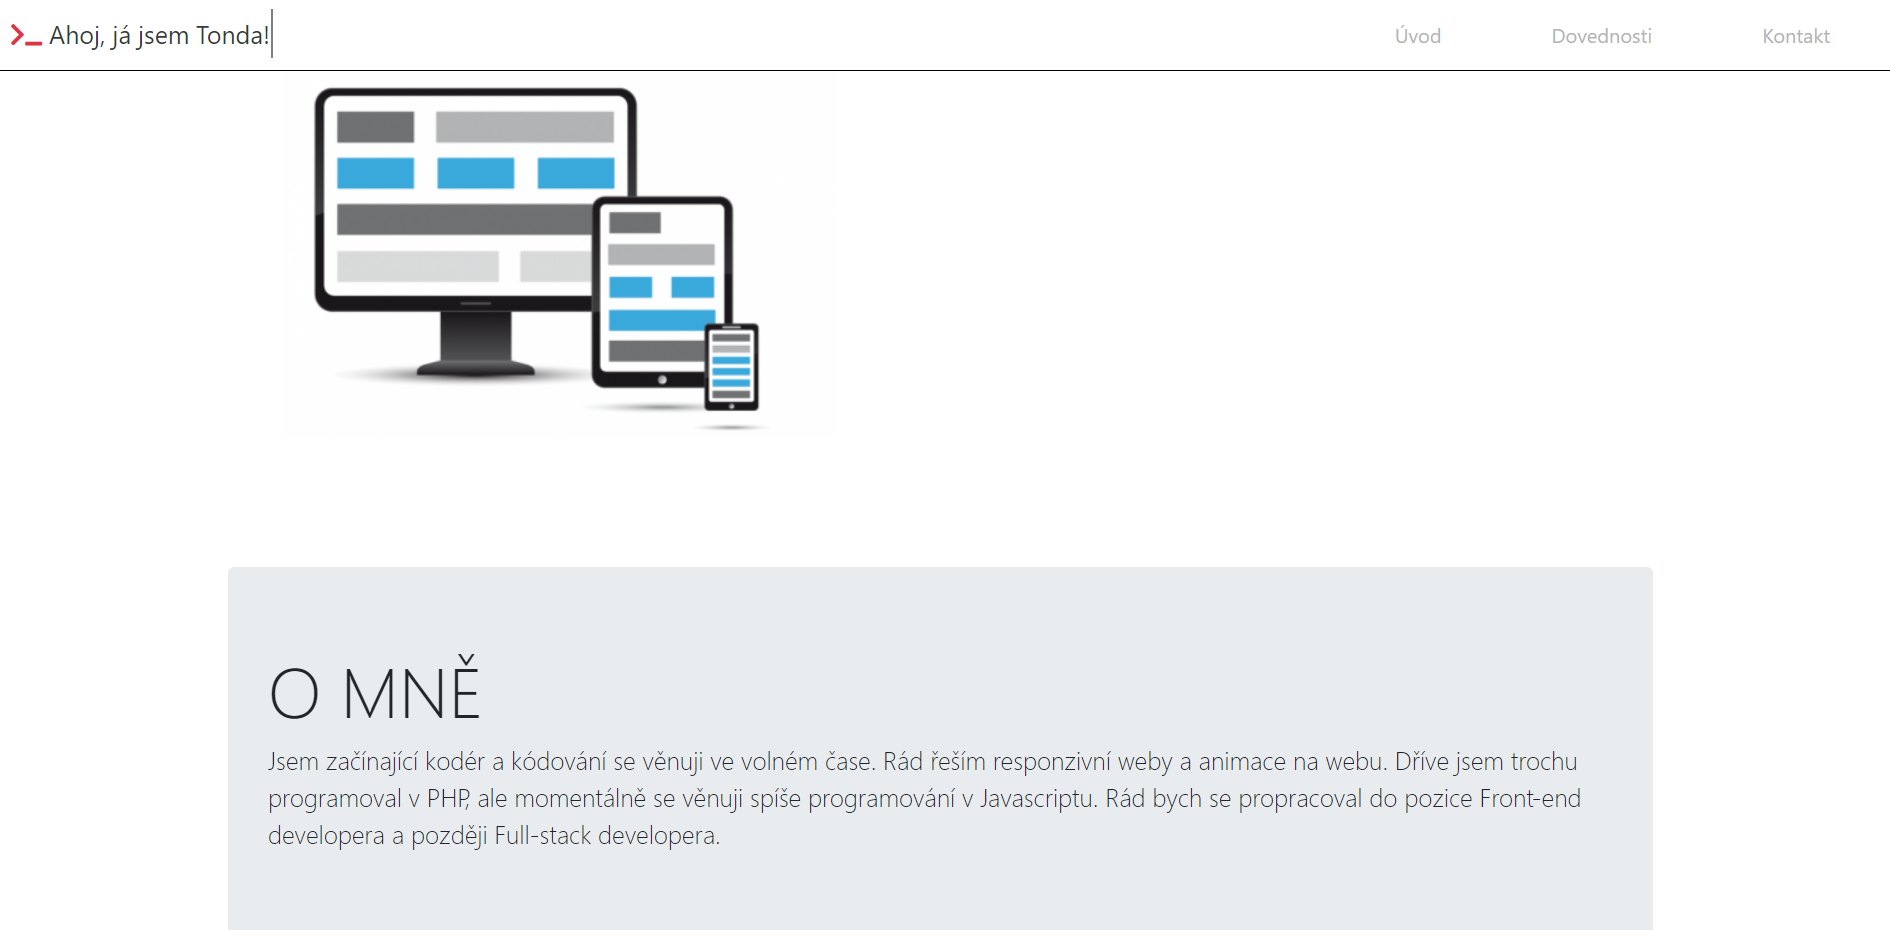 Ahoj, já jsem Tonda!
Úvod
Dovednosti
Kontakt
O MNĚ
Jsem začínající kodér a kódování se věnuji ve volném čase. Rád řeším responzivní weby a animace na webu. Dříve jsem trochu
programoval v PHP, ale momentálně se věnuji spíše programování v Javascriptu. Rád bych se propracoval do pozice Front-end
developera a později Full-stack developera.